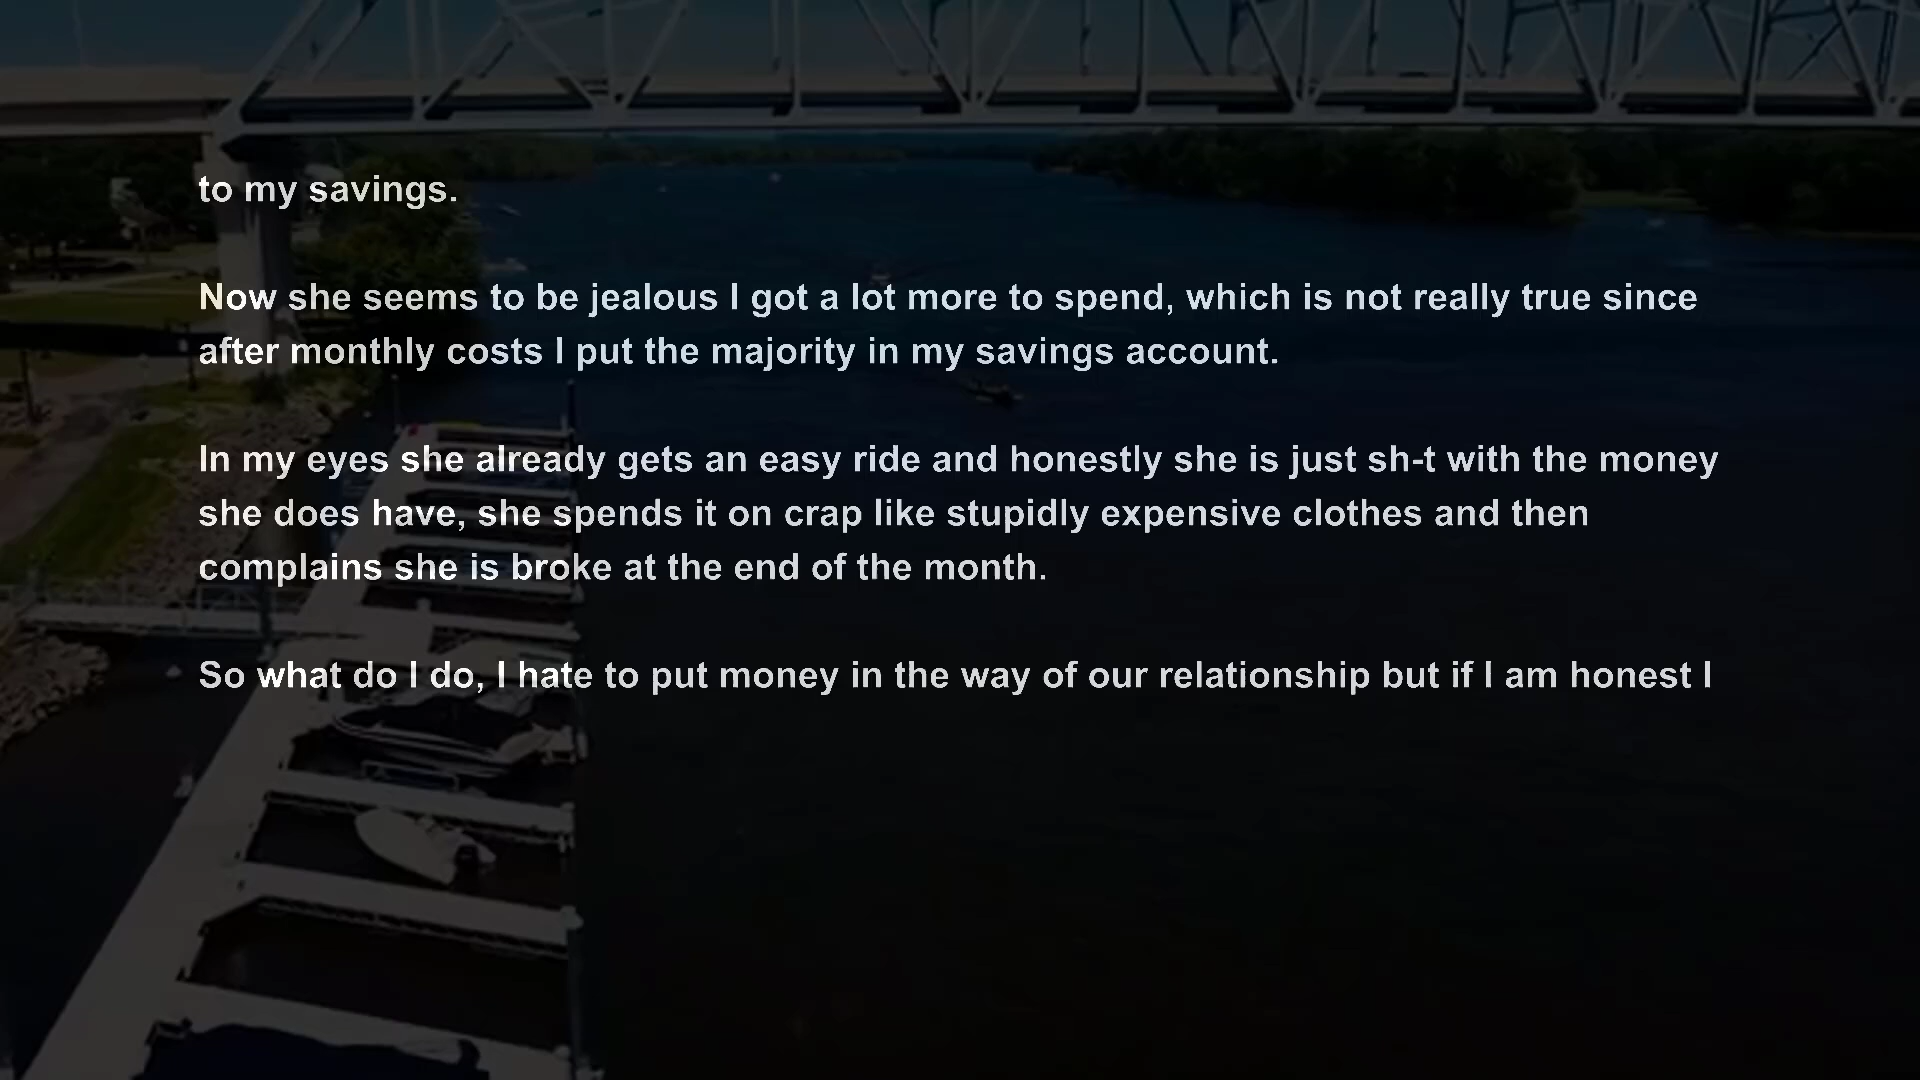 to my savings.
Now she seems to be jealous I got a lot more to spend, which is not really true since
after monthly costs I put the majority in my savings account.
In my eyes she already gets an easy ride and honestly she is just sh-t with the money
she does have, she spends it on crap like stupidly expensive clothes and then
complains she is broke at the end of the month.
So what do I do, I hate to put money in the way of our relationship but if I am honest I